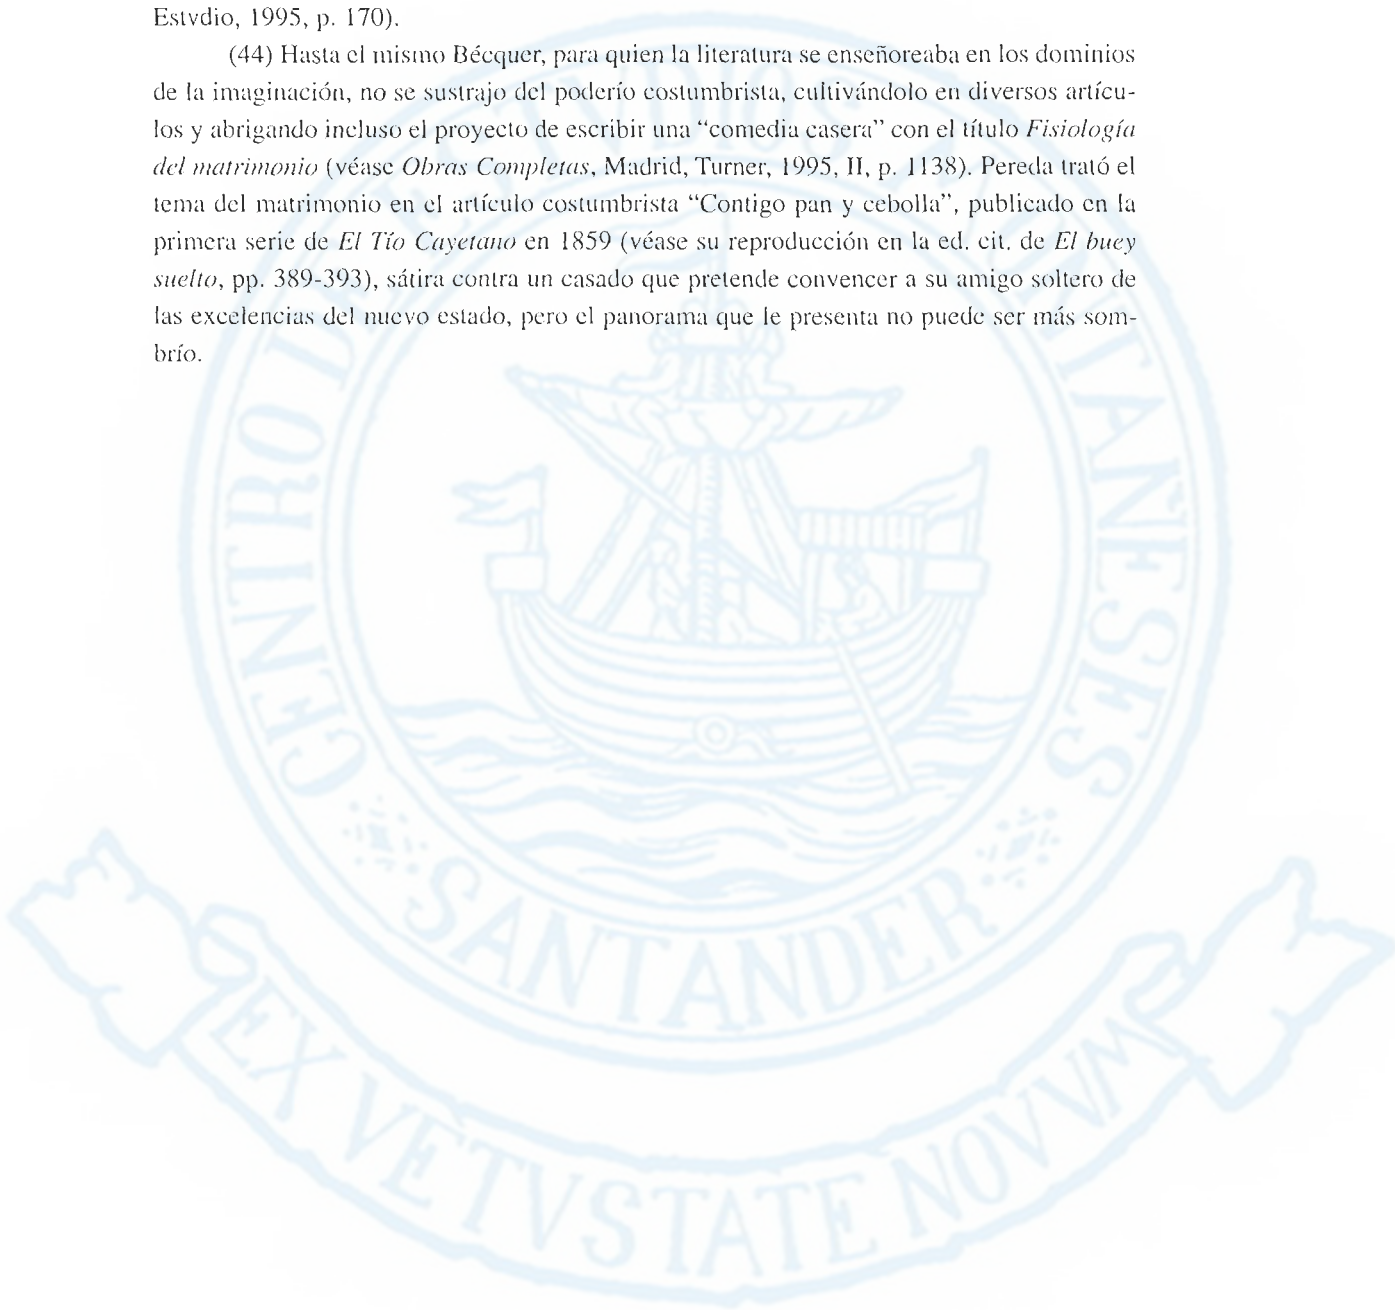 Estvdio, 1995, p. 170).
(44) Hasta el mismo Bécquer, para quien la literatura se enseñoreaba en los dominios
de la imaginación, no se sustrajo del poderío costumbrista, cultivándolo en diversos artícu-
los y abrigando incluso el proyecto de escribir una “comedia casera” con el título Fisiología
del matrimonio (véase Obras Completas, Madrid, Turner, 1995, II, p. 1138). Pereda trató el
tema del matrimonio en el artículo costumbrista “Contigo pan y cebolla”, publicado en la
primera serie de El Tío Cayetano en 1859 (véase su reproducción en la ed. cit. de El buey
suelto, pp. 389-393), sátira contra un casado que pretende convencer a su amigo soltero de
las excelencias del nuevo estado, pero el panorama que le presenta no puede ser más som-
brío.
CENTRO DE ESTVDIOS MONTAÑESES
SANTANDER
EX VETVSTATE NOVVM